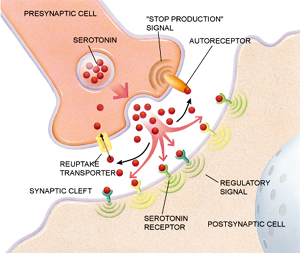 PRESYNAPTIC CELL
SEROTONIN
"STOP PRODUCTION"
SIGNAL
AUTORECEPTOR
REUPTAKE
TRANSPORTER
SYNAPTIC CLEFT
SEROTONIN
RECEPTOR
REGULATORY
SIGNAL
POSTSYNAPTIC CELL